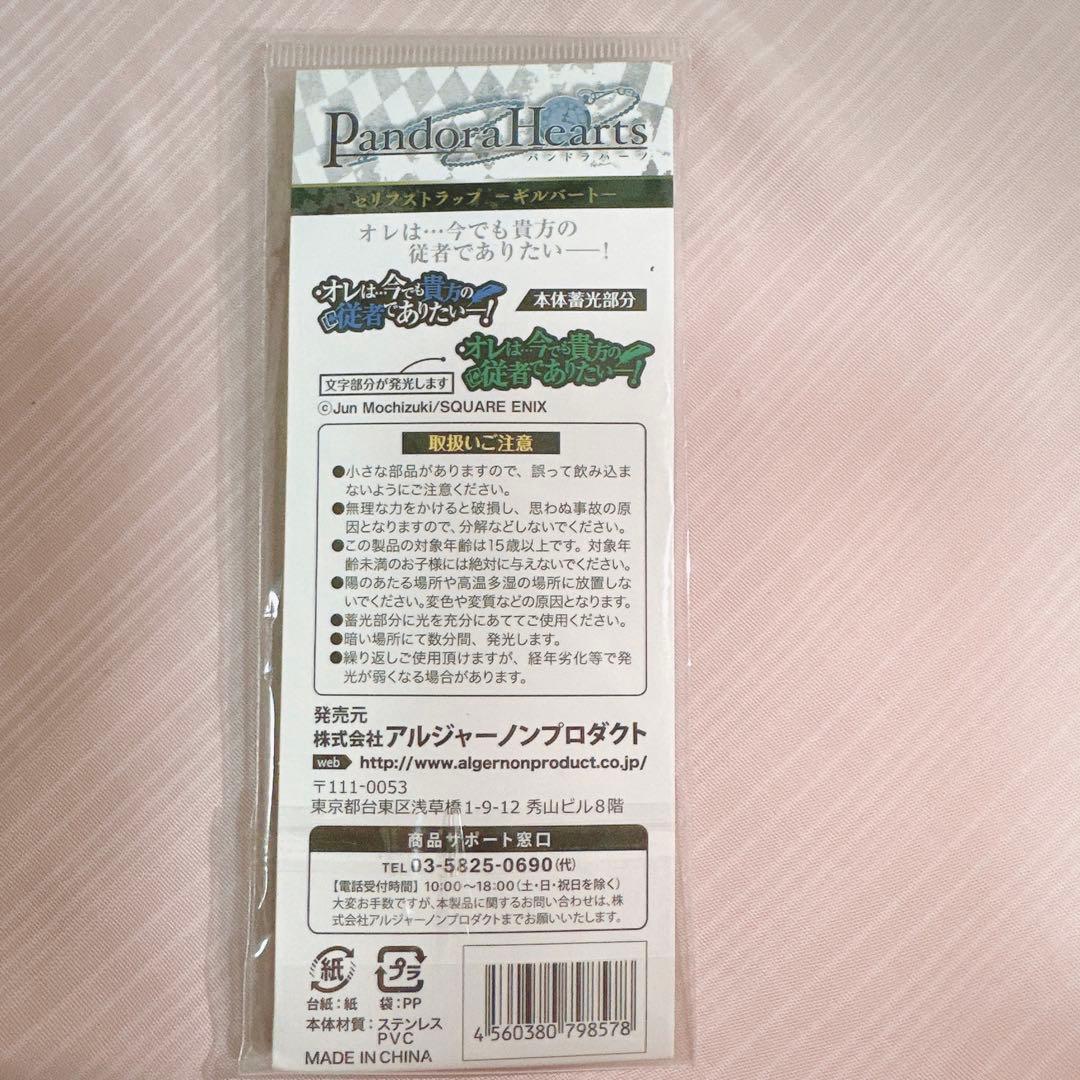 PandoraHearts
パンドラハーツ
セリフストラップ －ギルバート－
オレは…今でも貴方の
従者でありたい──！
オレは…今でも貴方の
従者でありたい─！
本体蓄光部分
オレは…今でも貴方の
従者でありたい─！
文字部分が発光します
©Jun Mochizuki/SQUARE ENIX
取扱いご注意
●小さな部品がありますので、誤って飲み込ま
ないようにご注意ください。
●無理な力をかけると破損し、思わぬ事故の原
因となりますので、分解などしないでください。
●この製品の対象年齢は15歳以上です。対象年
齢未満のお子様には絶対に与えないでください。
●陽のあたる場所や高温多湿の場所に放置しな
いでください。変色や変質などの原因となります。
●蓄光部分に光を充分にあててご使用ください。
●暗い場所にて数分間、発光します。
●繰り返しご使用頂けますが、経年劣化等で発
光が弱くなる場合があります。
発売元
株式会社アルジャーノンプロダクト
web http://www.algernonproduct.co.jp/
〒111-0053
東京都台東区浅草橋1-9-12 秀山ビル8階
商品サポート窓口
TEL 03-5825-0690（代）
【電話受付時間】10:00～18:00（土・日・祝日を除く）
大変お手数ですが、本製品に関するお問い合わせは、株
式会社アルジャーノンプロダクトまでお願いいたします。
紙 プラ
台紙：紙 袋：PP
本体材質：ステンレス
PVC
MADE IN CHINA
4 560380 798578